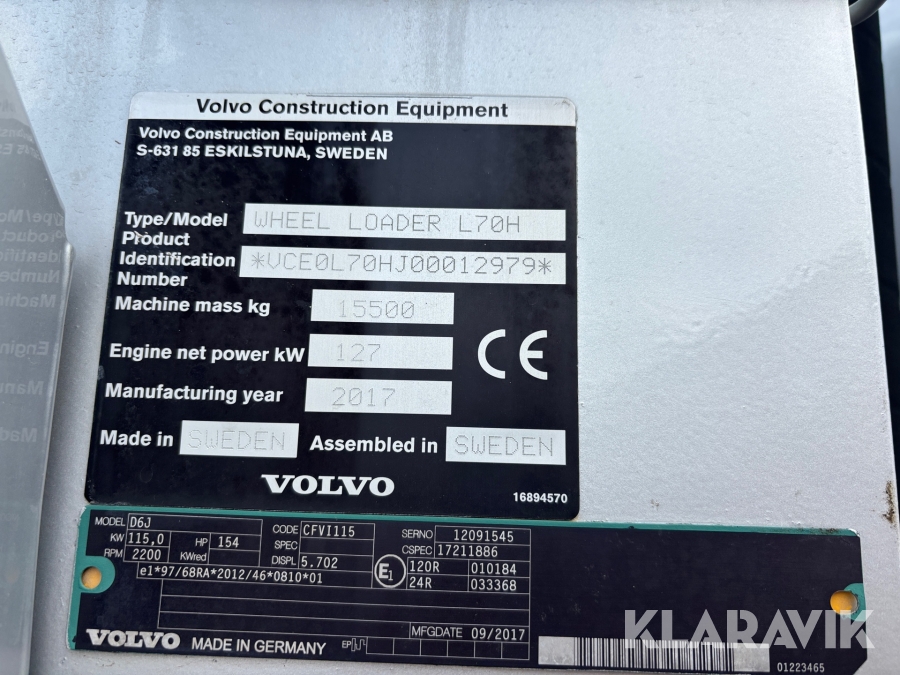 Volvo Construction Equipment
Volvo Construction Equipment AB
S-631 85 ESKILSTUNA, SWEDEN
Type/Model WHEEL LOADER L70H
Product
Identification *VCE0L70HJ00012979*
Number
Machine mass kg 15500
Engine net power kW 127
Manufacturing year 2017
Made in SWEDEN Assembled in SWEDEN
VOLVO
16894570
MODEL D6J CODE CFVI115 SERNO 12091545
KW 115,0 HP 154 SPEC CSPEC 17211886
RPM 2200 KWred DISPL 5.702 E1 120R 010184
e1*97/68RA*2012/46*0810*01 24R 033368
MFGDATE 09/2017
VOLVO MADE IN GERMANY EP
01223465
KLARAVIK